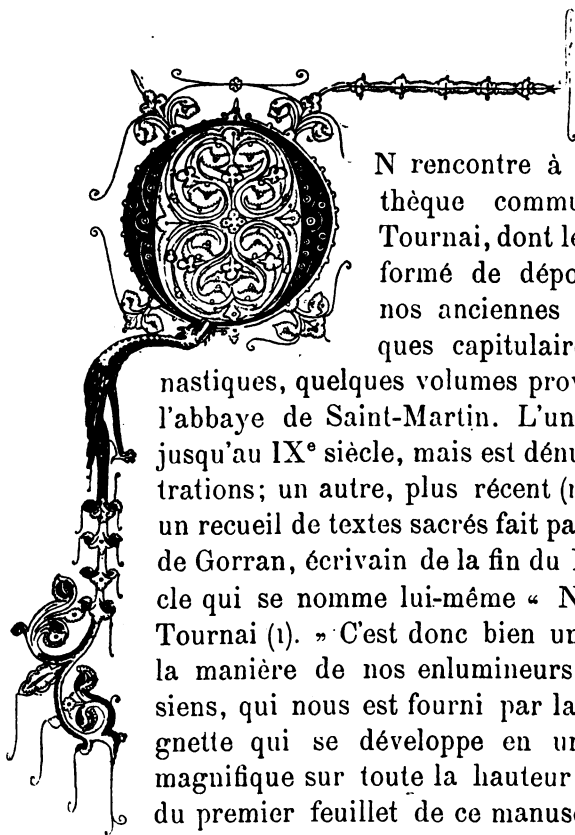 ON rencontre à
thèque commu
Tournai, dont le
formé de dépo
nos anciennes
ques capitulair
nastiques, quelques volumes prov
l'abbaye de Saint-Martin. L'un
jusqu'au IXᵉ siècle, mais est dénu
trations; un autre, plus récent (
un recueil de textes sacrés fait pa
de Gorran, écrivain de la fin du
cle qui se nomme lui-même “ N
Tournai (1). „ C'est donc bien un
la manière de nos enlumineurs
siens, qui nous est fourni par la
gnette qui se développe en un
magnifique sur toute la hauteur
du premier feuillet de ce manus